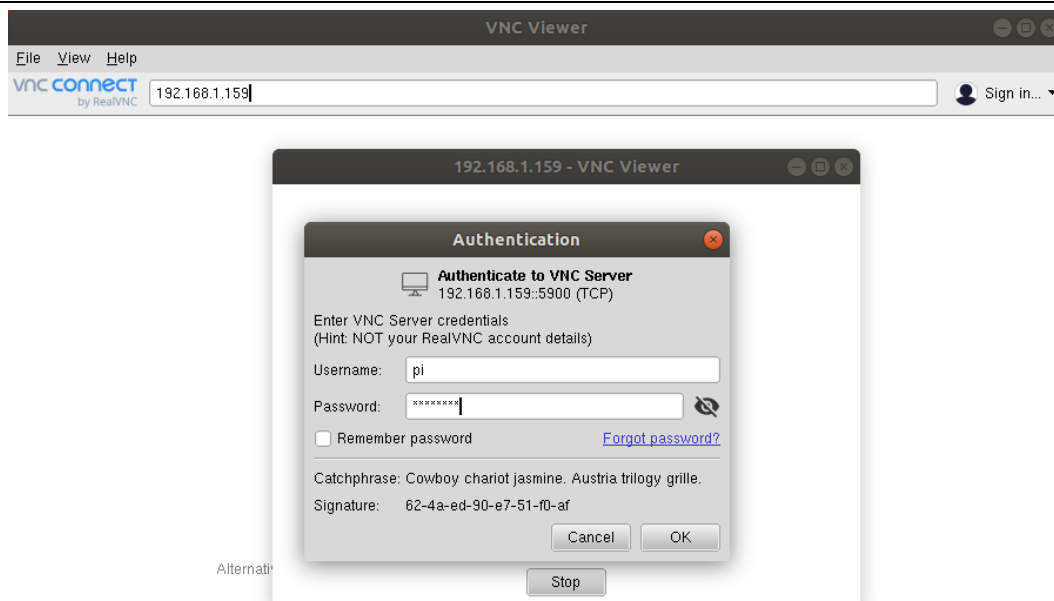 VNC Viewer
File View Help
vnc connect
by RealVNC
192.168.1.159
Sign in...
192.168.1.159 - VNC Viewer
Authentication
Authenticate to VNC Server
192.168.1.159::5900 (TCP)
Enter VNC Server credentials
(Hint: NOT your RealVNC account details)
Username: pi
Password: ********
Remember password Forgot password?
Catchphrase: Cowboy chariot jasmine. Austria trilogy grille.
Signature: 62-4a-ed-90-e7-51-f0-af
Cancel OK
Stop